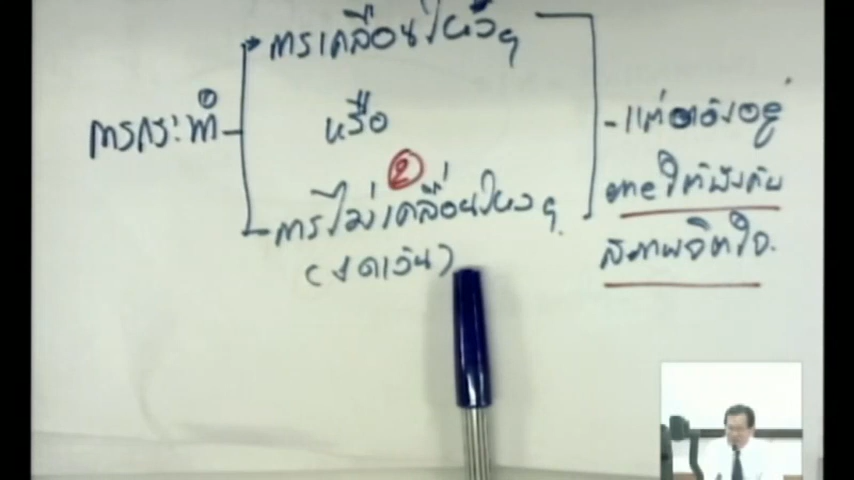 การเคลื่อนไหวฯ
การกระทำ
หรือ
- แต่ต้องอยู่
②
ภายใต้บังคับ
การไม่เคลื่อนไหวฯ
สภาพจิตใจ.
(งดเว้น)